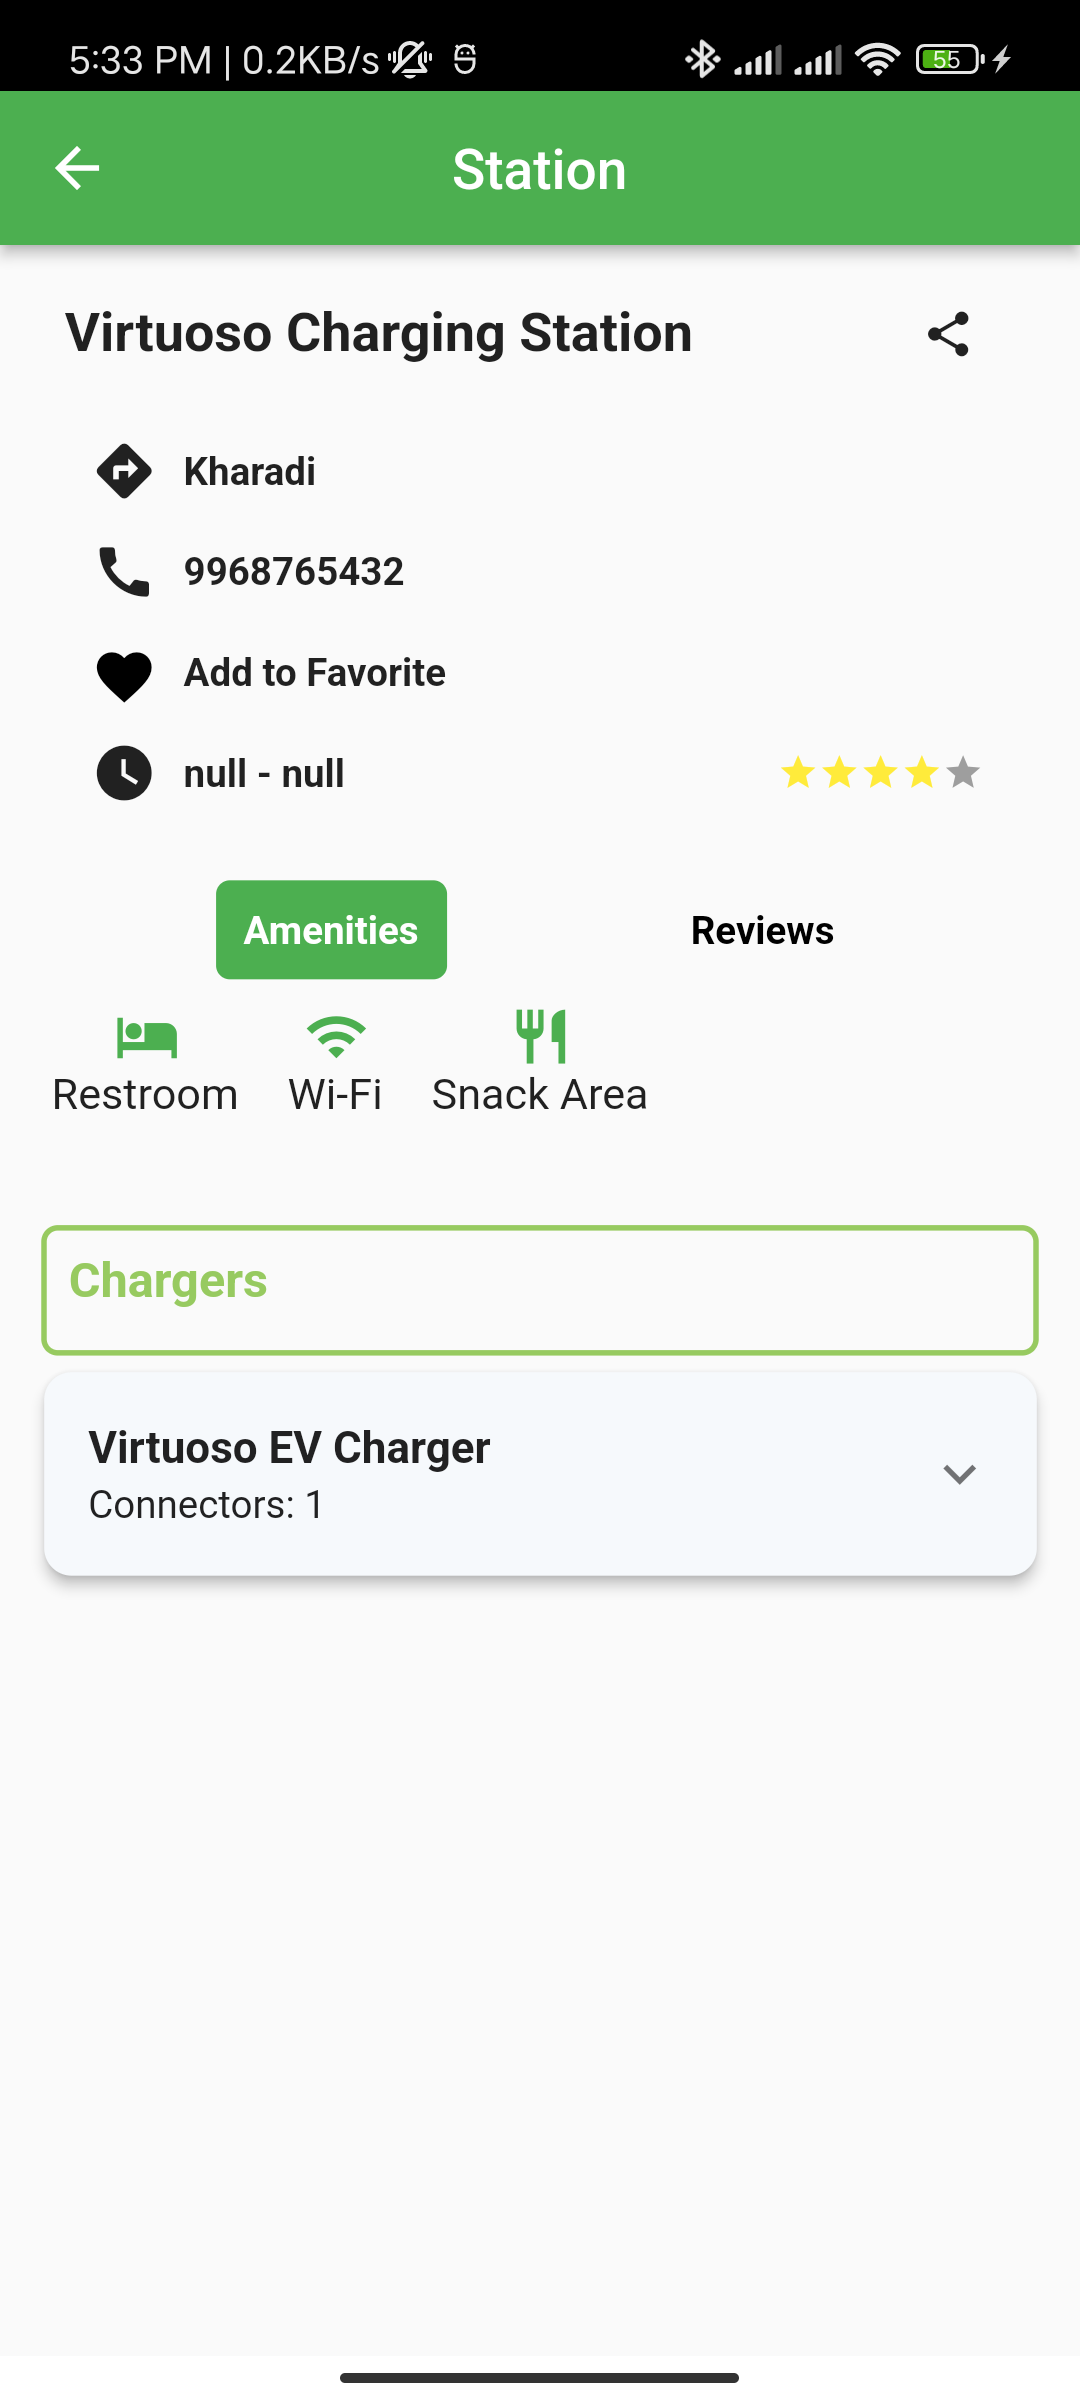 5:33 PM | 0.2KB/s 55
Station
Virtuoso Charging Station
Kharadi
9968765432
Add to Favorite
null - null
Amenities Reviews
Restroom Wi-Fi Snack Area
Chargers
Virtuoso EV Charger
Connectors: 1